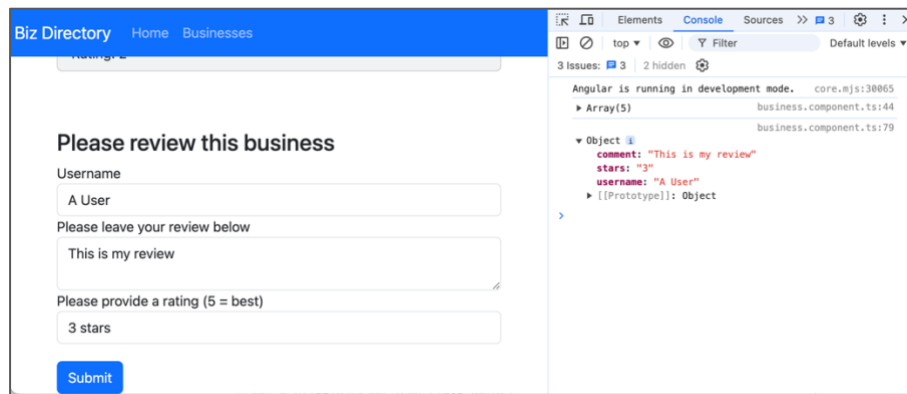 Biz Directory Home Businesses
Please review this business
Username
A User
Please leave your review below
This is my review
Please provide a rating (5 = best)
3 stars
Submit
Elements Console Sources 3
top Filter Default levels
3 Issues: 3 2 hidden
Angular is running in development mode. core.mjs:30065
Array(5) business.component.ts:44
business.component.ts:79
Object i
comment: "This is my review"
stars: "3"
username: "A User"
[[Prototype]]: Object